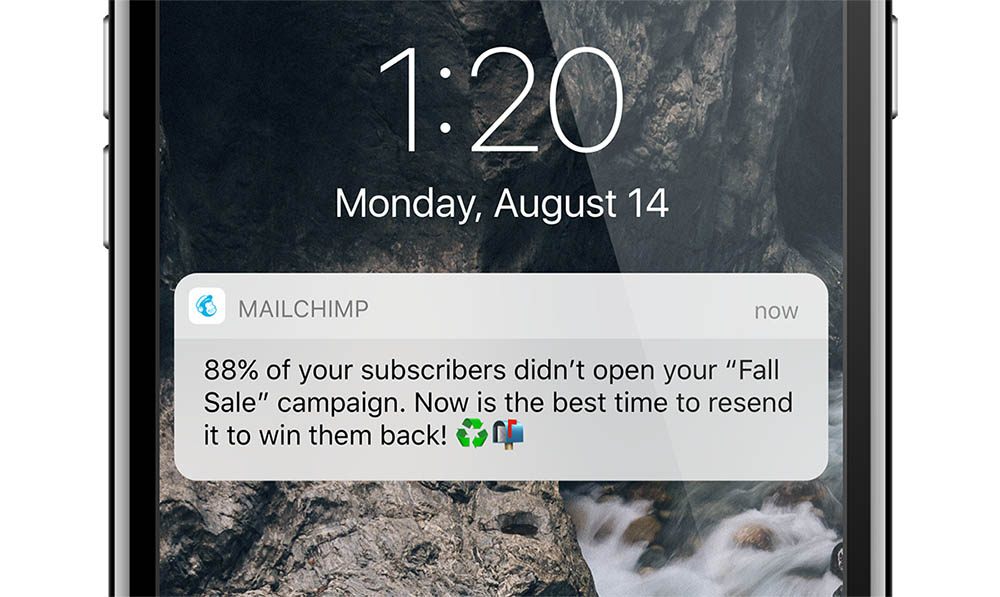 1:20
Monday, August 14
MAILCHIMP now
88% of your subscribers didn’t open your “Fall
Sale” campaign. Now is the best time to resend
it to win them back! ♻️📬